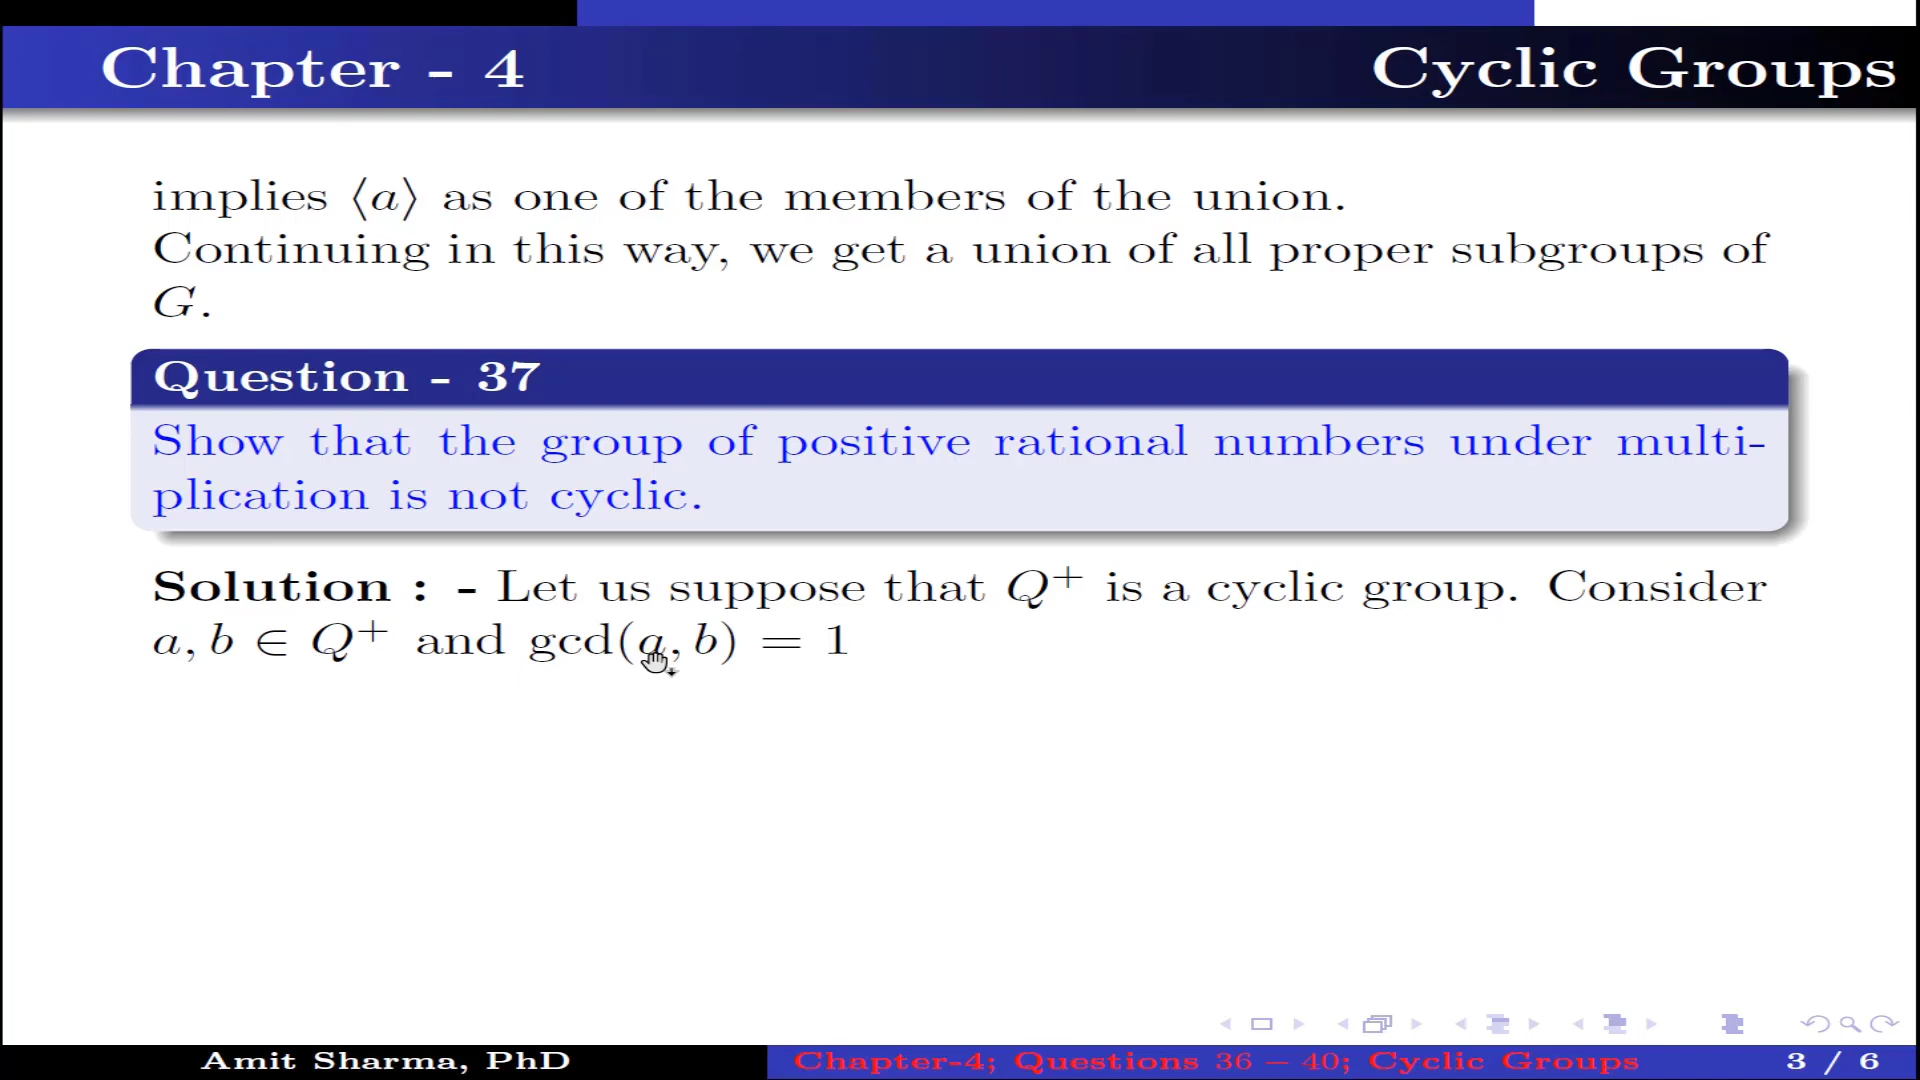 Chapter - 4
Cyclic Groups
implies ⟨a⟩ as one of the members of the union.
Continuing in this way, we get a union of all proper subgroups of
G.
Question - 37
Show that the group of positive rational numbers under multi-
plication is not cyclic.
Solution : - Let us suppose that Q⁺ is a cyclic group. Consider
a, b ∈ Q⁺ and gcd(a, b) = 1
Amit Sharma, PhD
Chapter-4; Questions 36 – 40; Cyclic Groups
3 / 6